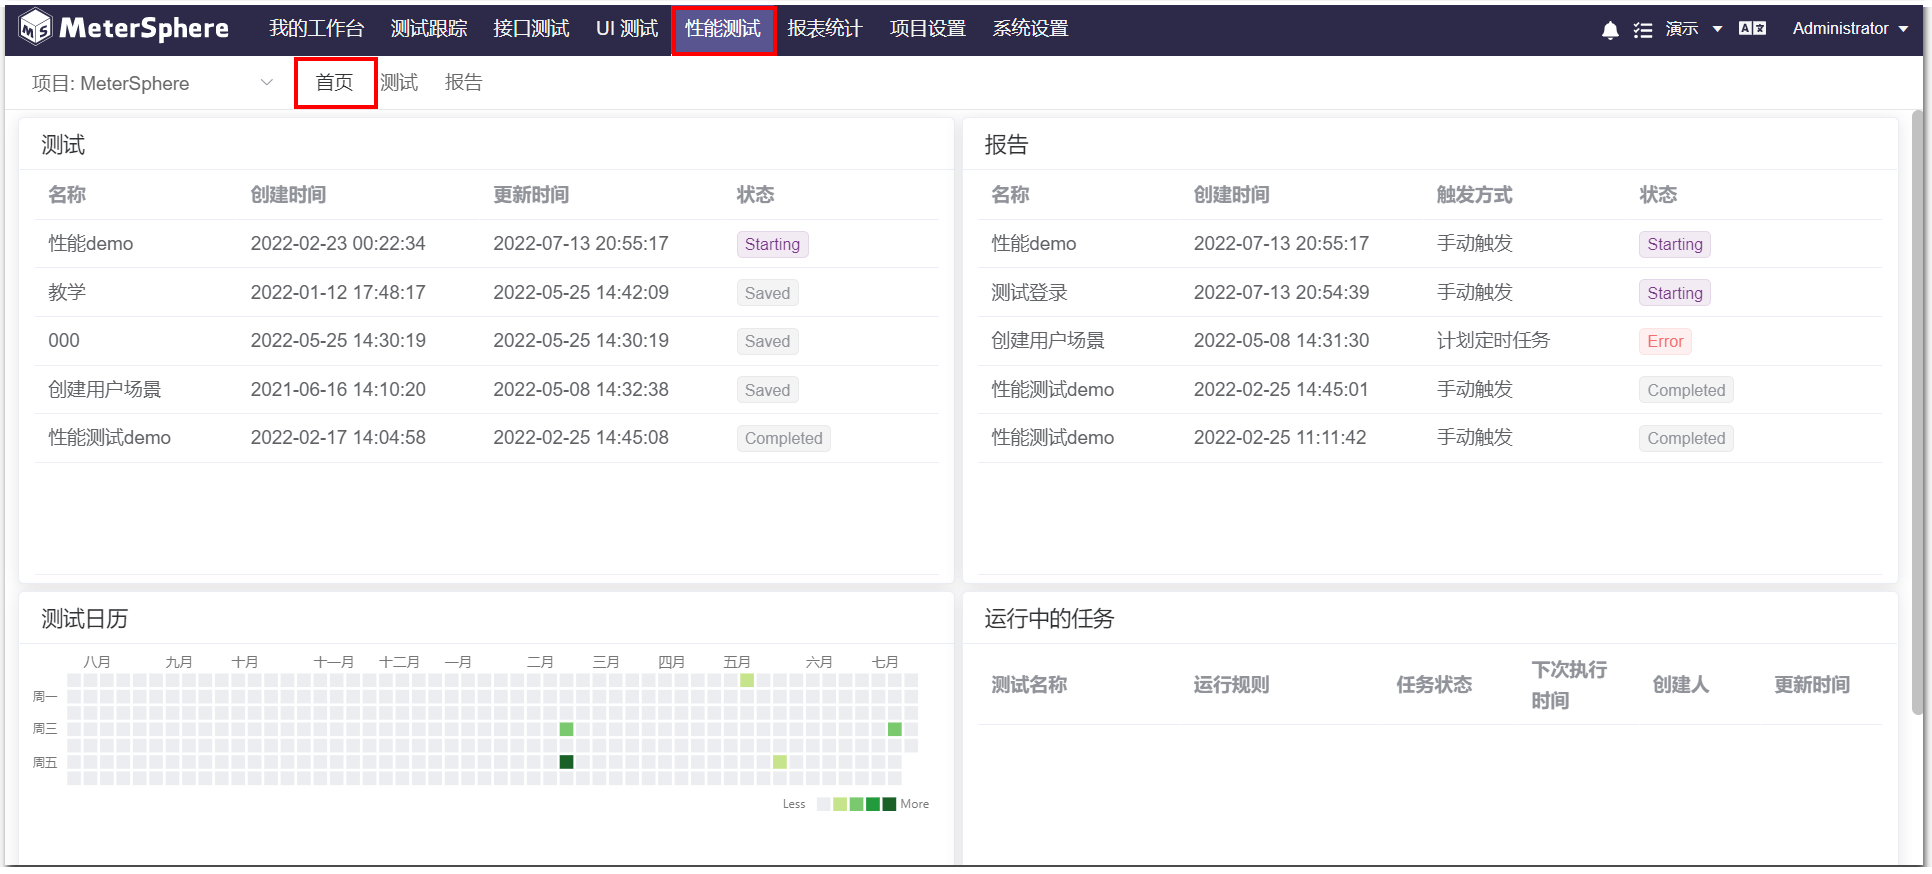 MeterSphere 我的工作台 测试跟踪 接口测试 UI 测试 性能测试 报表统计 项目设置 系统设置 演示 Administrator
项目: MeterSphere 首页 测试 报告
测试
名称 创建时间 更新时间 状态
性能demo 2022-02-23 00:22:34 2022-07-13 20:55:17 Starting
教学 2022-01-12 17:48:17 2022-05-25 14:42:09 Saved
000 2022-05-25 14:30:19 2022-05-25 14:30:19 Saved
创建用户场景 2021-06-16 14:10:20 2022-05-08 14:32:38 Saved
性能测试demo 2022-02-17 14:04:58 2022-02-25 14:45:08 Completed
报告
名称 创建时间 触发方式 状态
性能demo 2022-07-13 20:55:17 手动触发 Starting
测试登录 2022-07-13 20:54:39 手动触发 Starting
创建用户场景 2022-05-08 14:31:30 计划定时任务 Error
性能测试demo 2022-02-25 14:45:01 手动触发 Completed
性能测试demo 2022-02-25 11:11:42 手动触发 Completed
测试日历
八月 九月 十月 十一月 十二月 一月 二月 三月 四月 五月 六月 七月
周一
周三
周五
Less More
运行中的任务
测试名称 运行规则 任务状态 下次执行时间 创建人 更新时间